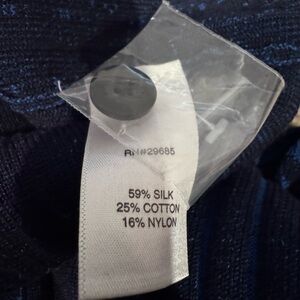 RN#29685
59% SILK
25% COTTON
16% NYLON